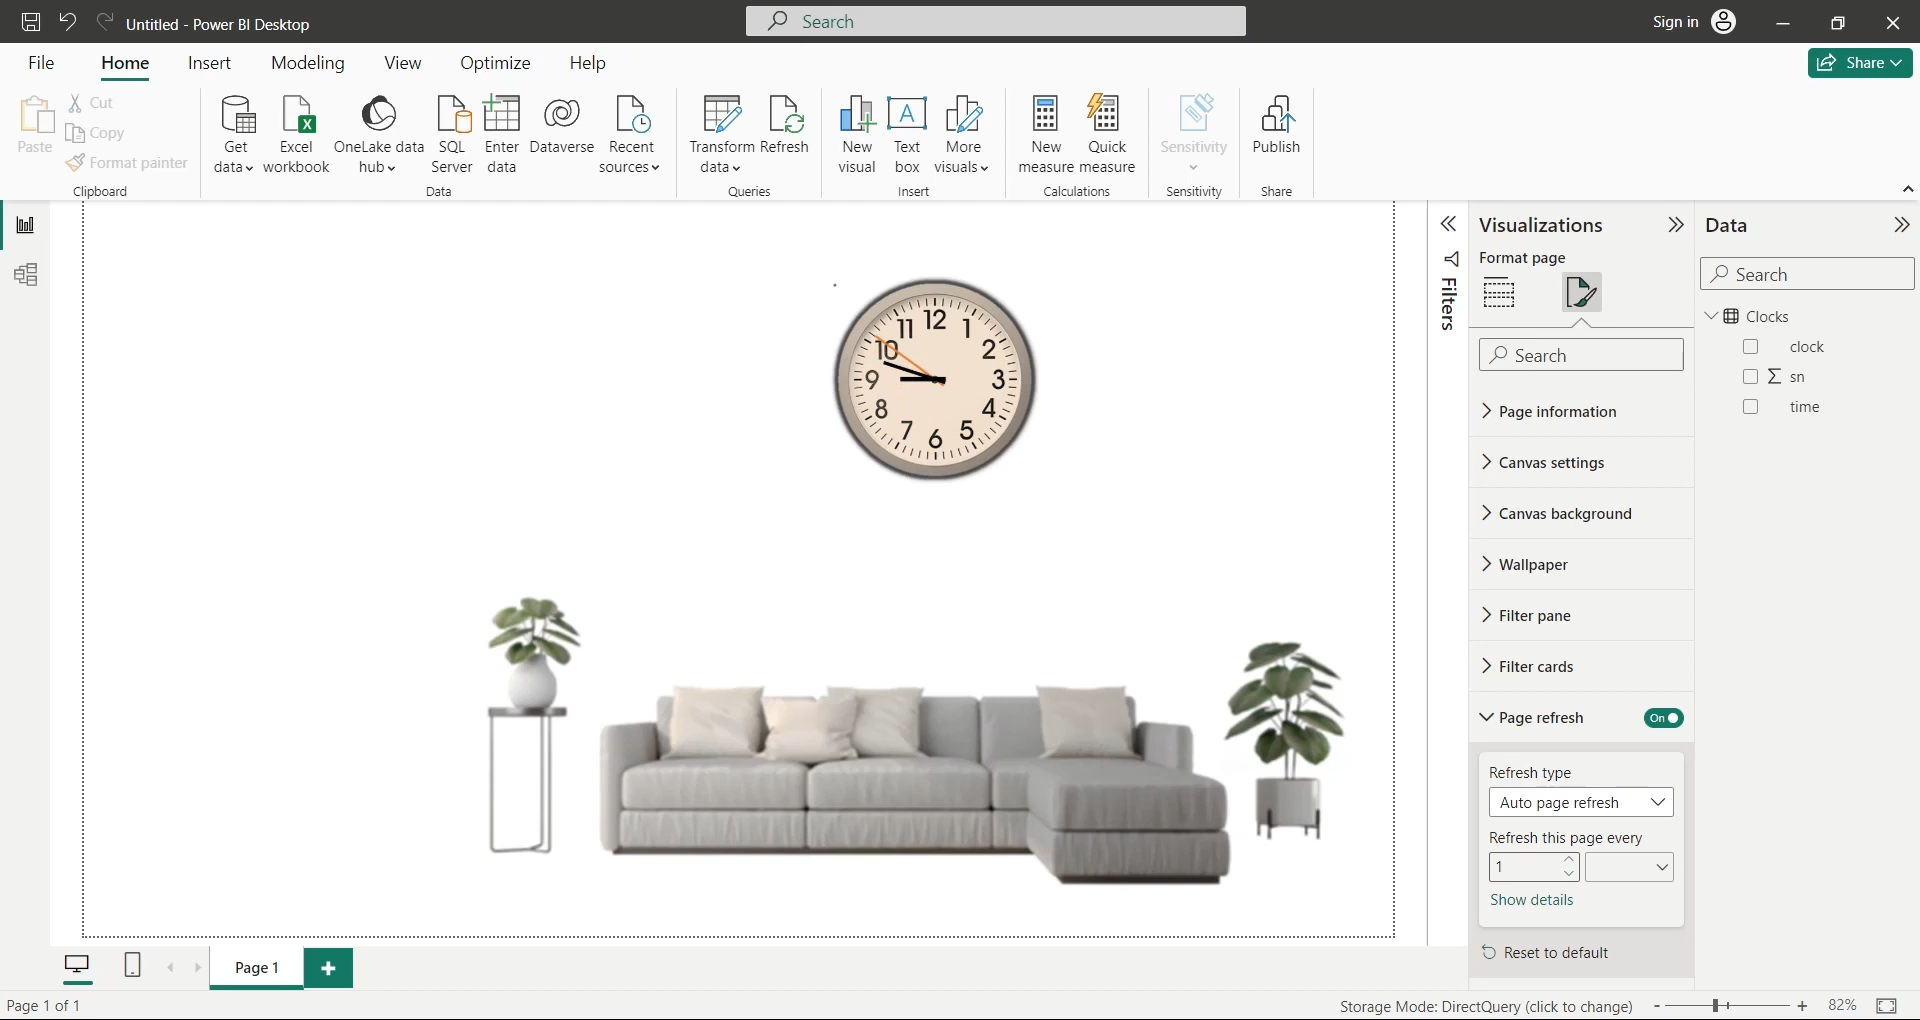 Untitled - Power BI Desktop
Search
Sign in
File
Home
Insert
Modeling
View
Optimize
Help
Share
Paste
Cut
Copy
Format painter
Clipboard
Get data
Excel workbook
OneLake data hub
SQL Server
Enter data
Dataverse
Recent sources
Data
Transform data
Refresh
Queries
New visual
Text box
More visuals
Insert
New measure
Quick measure
Calculations
Sensitivity
Sensitivity
Publish
Share
12
1
2
3
4
5
6
7
8
9
10
11
Filters
Visualizations
Format page
Search
Page information
Canvas settings
Canvas background
Wallpaper
Filter pane
Filter cards
Page refresh
On
Refresh type
Auto page refresh
Refresh this page every
1
Show details
Reset to default
Data
Search
Clocks
clock
Σ sn
time
Page 1
Page 1 of 1
Storage Mode: DirectQuery (click to change)
- +
82%